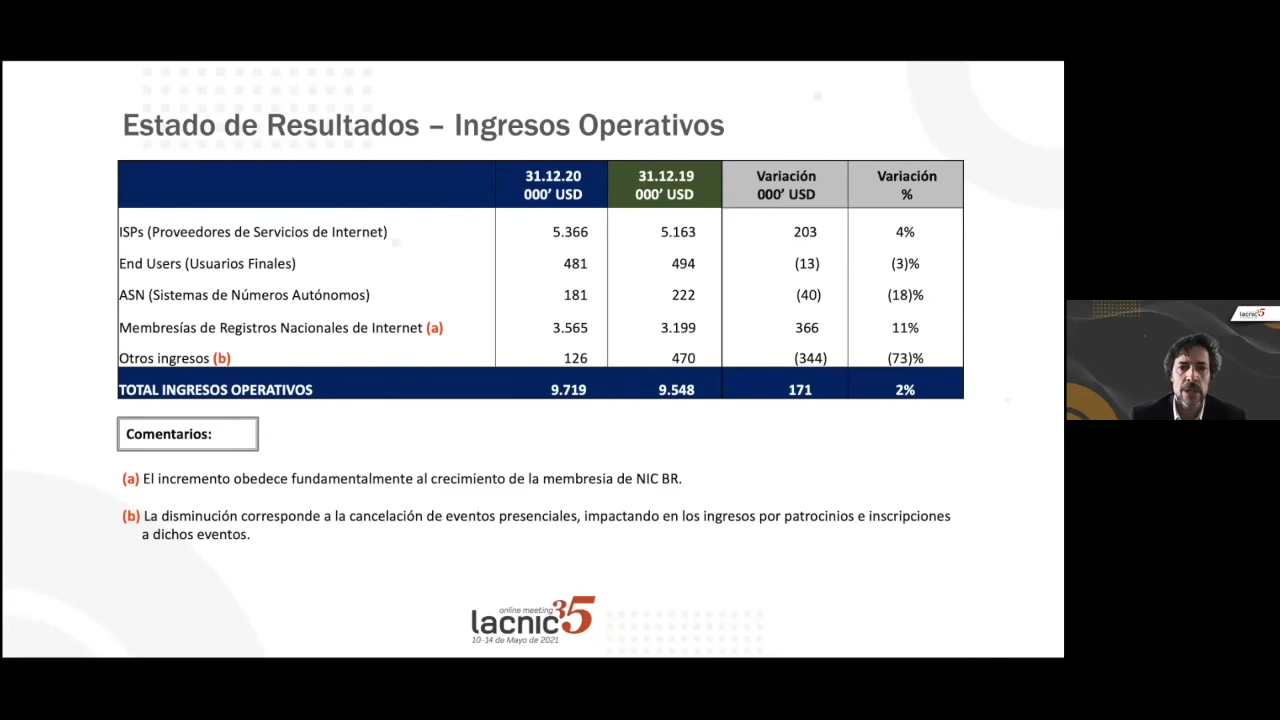 Estado de Resultados – Ingresos Operativos
31.12.20 31.12.19 Variación Variación
000’ USD 000’ USD 000’ USD %
ISPs (Proveedores de Servicios de Internet) 5.366 5.163 203 4%
End Users (Usuarios Finales) 481 494 (13) (3)%
ASN (Sistemas de Números Autónomos) 181 222 (40) (18)%
Membresías de Registros Nacionales de Internet (a) 3.565 3.199 366 11%
Otros ingresos (b) 126 470 (344) (73)%
TOTAL INGRESOS OPERATIVOS 9.719 9.548 171 2%
Comentarios:
(a) El incremento obedece fundamentalmente al crecimiento de la membresia de NIC BR.
(b) La disminución corresponde a la cancelación de eventos presenciales, impactando en los ingresos por patrocinios e inscripciones
a dichos eventos.
online meeting
lacnic35
10-14 de Mayo de 2021
lacnic35